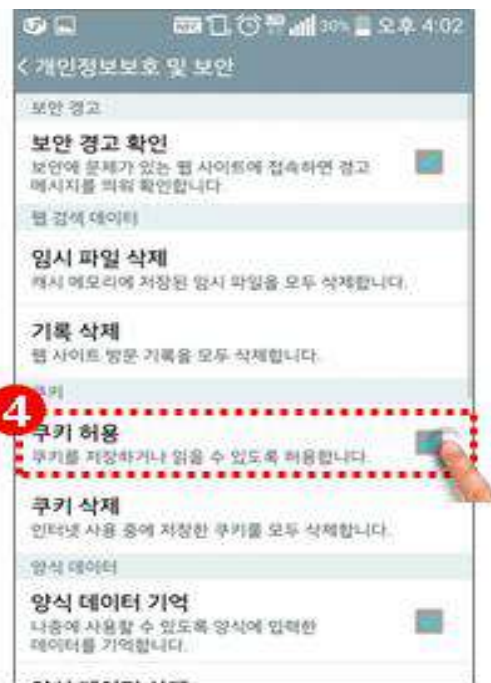 30% 오후 4:02
< 개인정보보호 및 보안
보안 경고
보안 경고 확인
보안에 문제가 있는 웹 사이트에 접속하면 경고
메시지를 띄워 확인합니다.
웹 검색 데이터
임시 파일 삭제
캐시 메모리에 저장된 임시 파일을 모두 삭제합니다.
기록 삭제
웹 사이트 방문 기록을 모두 삭제합니다.
쿠키
4
쿠키 허용
쿠키를 저장하거나 읽을 수 있도록 허용합니다.
쿠키 삭제
인터넷 사용 중에 저장한 쿠키를 모두 삭제합니다.
양식 데이터
양식 데이터 기억
나중에 사용할 수 있도록 양식에 입력한
데이터를 기억합니다.